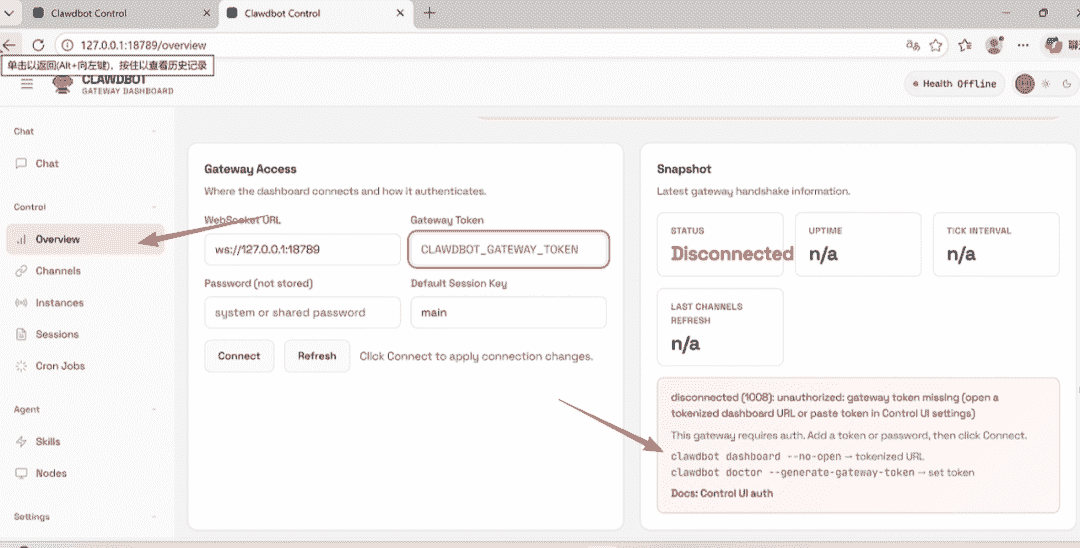 Clawdbot Control
Clawdbot Control
127.0.0.1:18789/overview
单击以返回(Alt+向左键)，按住以查看历史记录
CLAWDBOT
GATEWAY DASHBOARD
Health Offline
Chat
Chat
Control
Overview
Channels
Instances
Sessions
Cron Jobs
Agent
Skills
Nodes
Settings
Gateway Access
Where the dashboard connects and how it authenticates.
WebSocket URL
Gateway Token
ws://127.0.0.1:18789
CLAWDBOT_GATEWAY_TOKEN
Password (not stored)
Default Session Key
system or shared password
main
Connect
Refresh
Click Connect to apply connection changes.
Snapshot
Latest gateway handshake information.
STATUS
Disconnected
UPTIME
n/a
TICK INTERVAL
n/a
LAST CHANNELS
REFRESH
n/a
disconnected (1008): unauthorized: gateway token missing (open a
tokenized dashboard URL or paste token in Control UI settings)
This gateway requires auth. Add a token or password, then click Connect.
clawdbot dashboard --no-open → tokenized URL
clawdbot doctor --generate-gateway-token → set token
Docs: Control UI auth